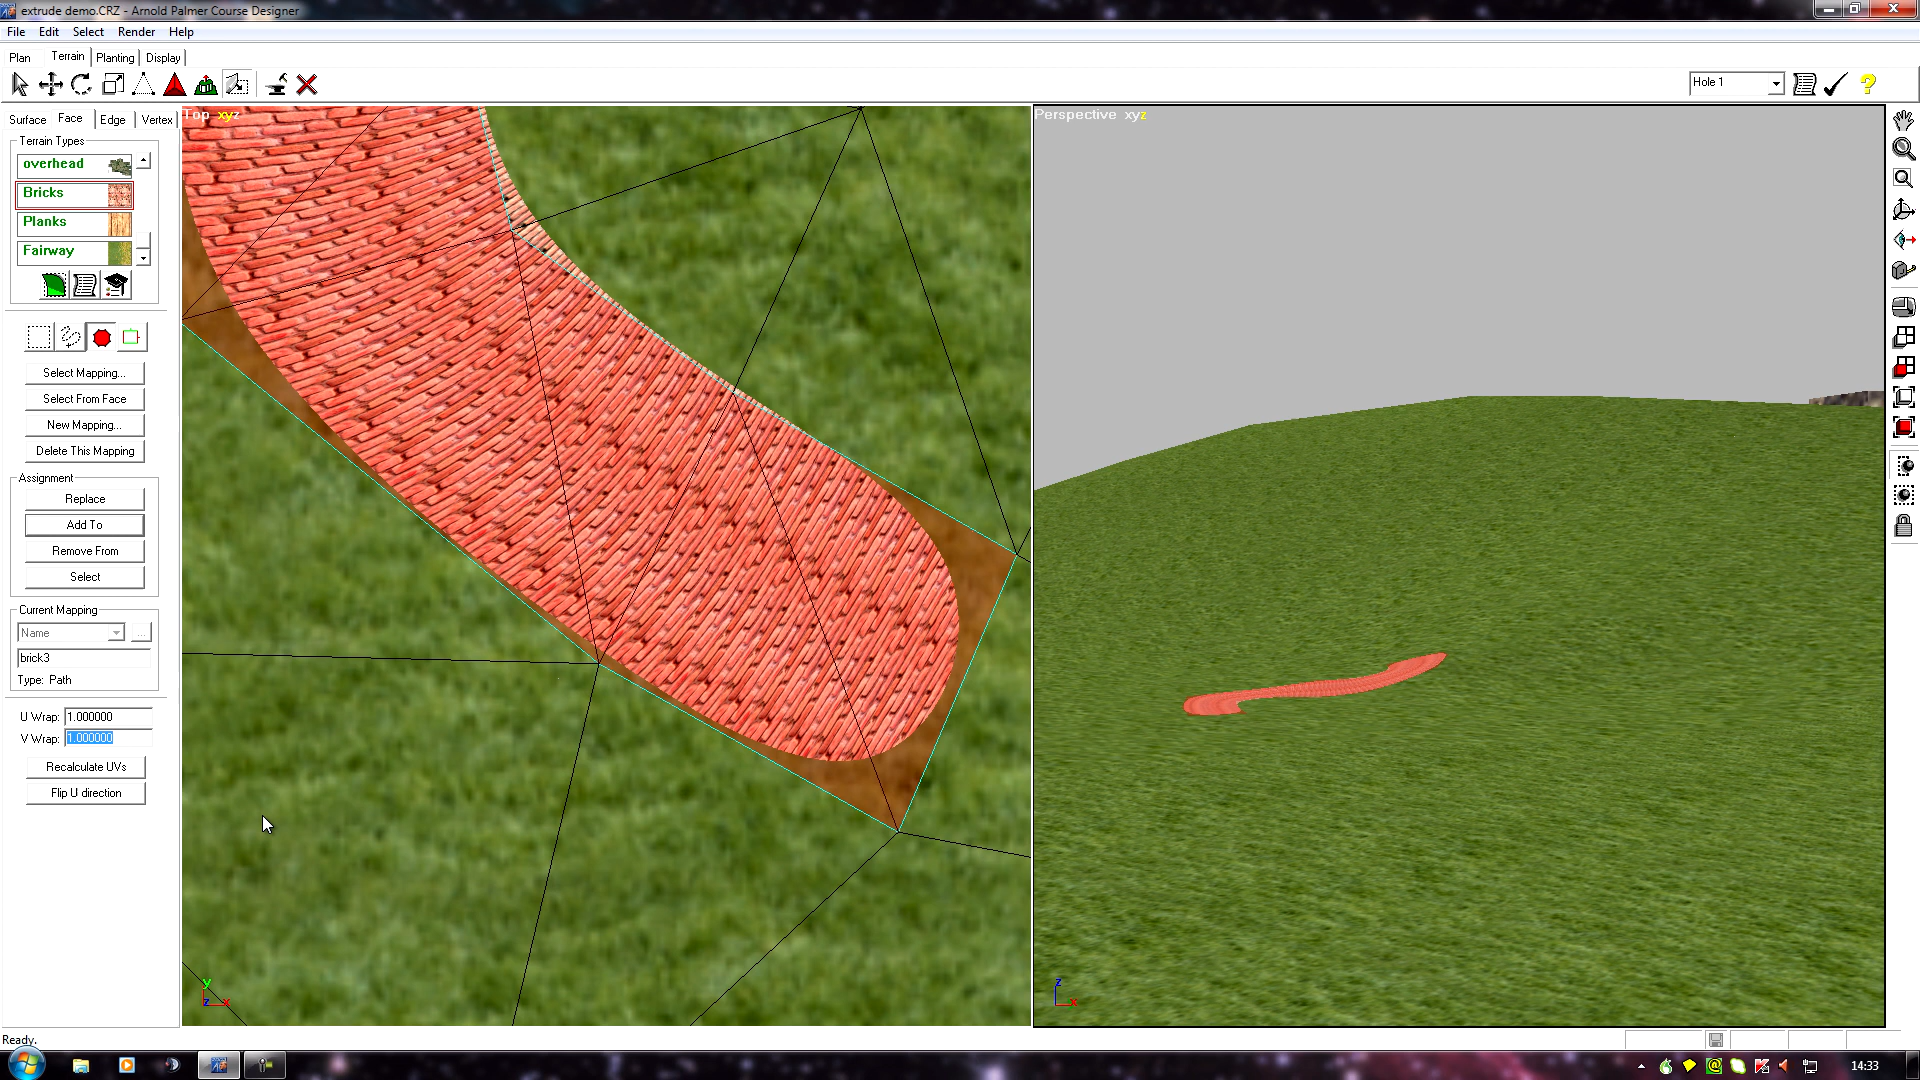 extrude demo.CRZ - Arnold Palmer Course Designer
File Edit Select Render Help
Plan Terrain Planting Display
Hole 1
Surface Face Edge Vertex
Terrain Types
overhead
Bricks
Planks
Fairway
Select Mapping...
Select From Face
New Mapping...
Delete This Mapping
Assignment
Replace
Add To
Remove From
Select
Current Mapping
Name ...
brick3
Type: Path
U Wrap: 1.000000
V Wrap: 1.000000
Recalculate UVs
Flip U direction
Top xyz
y
z x
Perspective xyz
z
x
Ready.
14:33